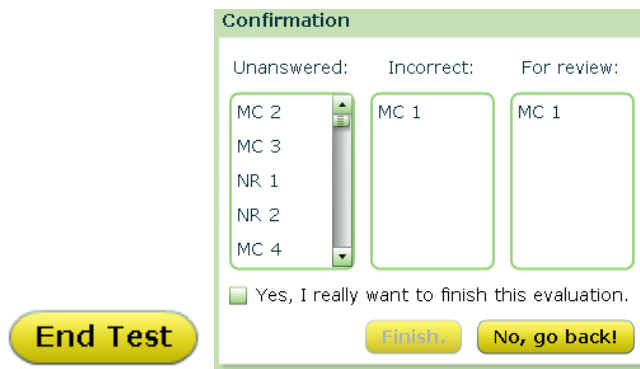 Confirmation
Unanswered: Incorrect: For review:
MC 2 MC 1 MC 1
MC 3
NR 1
NR 2
MC 4
Yes, I really want to finish this evaluation.
End Test Finish. No, go back!